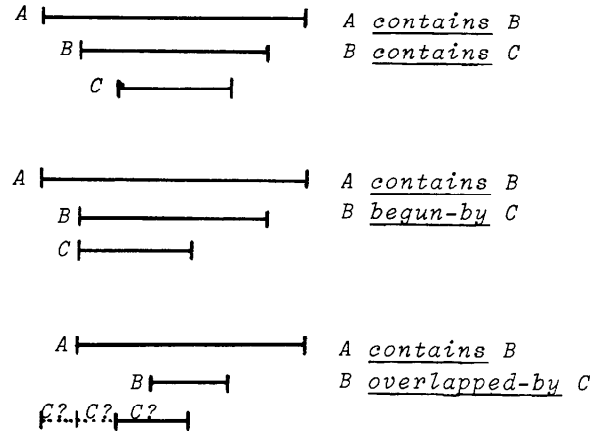 A A contains B
B B contains C
C
A A contains B
B B begun-by C
C
A A contains B
B B overlapped-by C
C? C? C?